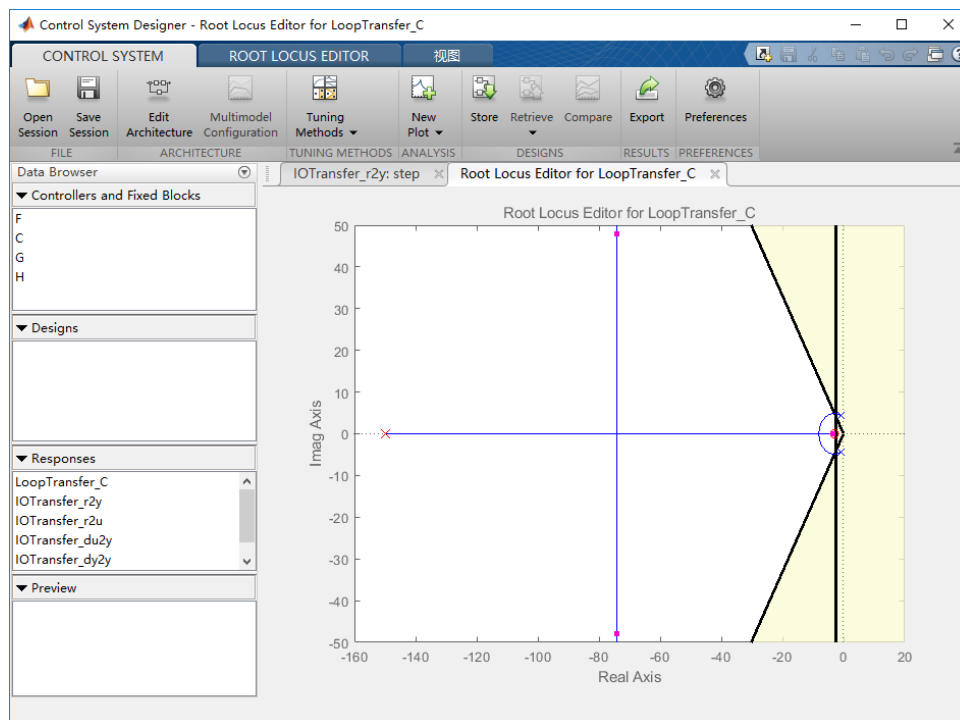 Control System Designer - Root Locus Editor for LoopTransfer_C
CONTROL SYSTEM ROOT LOCUS EDITOR 视图
Open Session Save Session Edit Architecture Multimodel Configuration Tuning Methods New Plot Store Retrieve Compare Export Preferences
FILE ARCHITECTURE TUNING METHODS ANALYSIS DESIGNS RESULTS PREFERENCES
Data Browser
IOTransfer_r2y: step Root Locus Editor for LoopTransfer_C
Controllers and Fixed Blocks
F
C
G
H
Designs
Responses
LoopTransfer_C
IOTransfer_r2y
IOTransfer_r2u
IOTransfer_du2y
IOTransfer_dy2y
Preview
Root Locus Editor for LoopTransfer_C
50
40
30
20
10
0
-10
-20
-30
-40
-50
Imag Axis
-160 -140 -120 -100 -80 -60 -40 -20 0 20
Real Axis